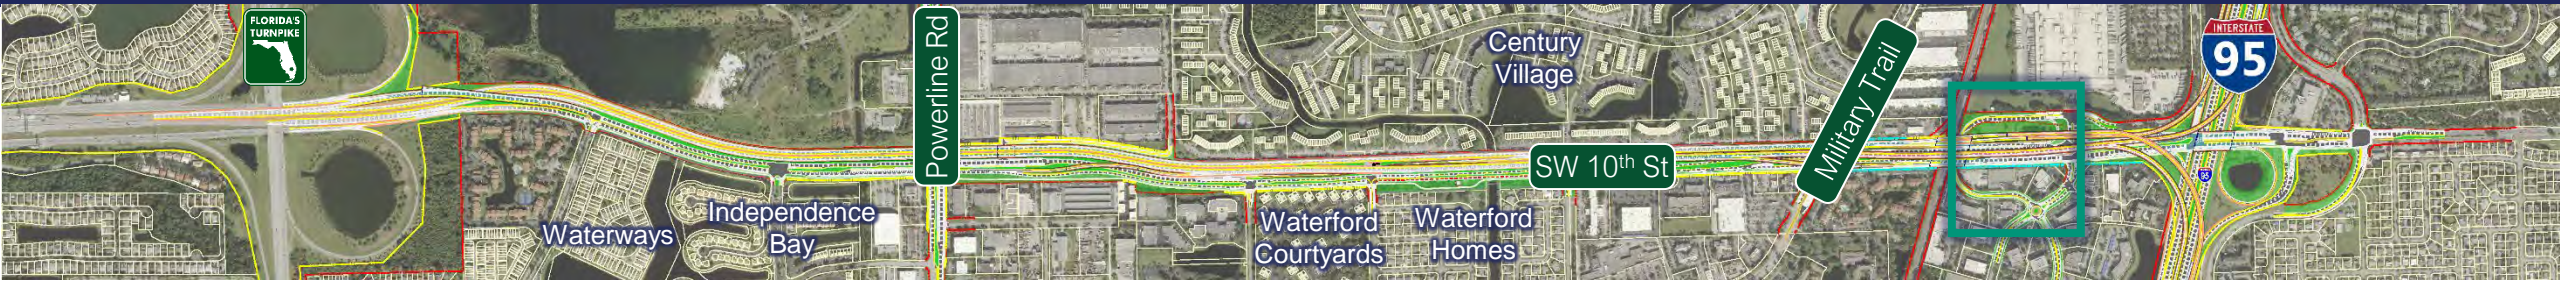 FLORIDA'S
TURNPIKE
Powerline Rd
Century
Village
Military Trail
INTERSTATE
95
SW 10th St
95
Waterways
Independence
Bay
Waterford
Courtyards
Waterford
Homes